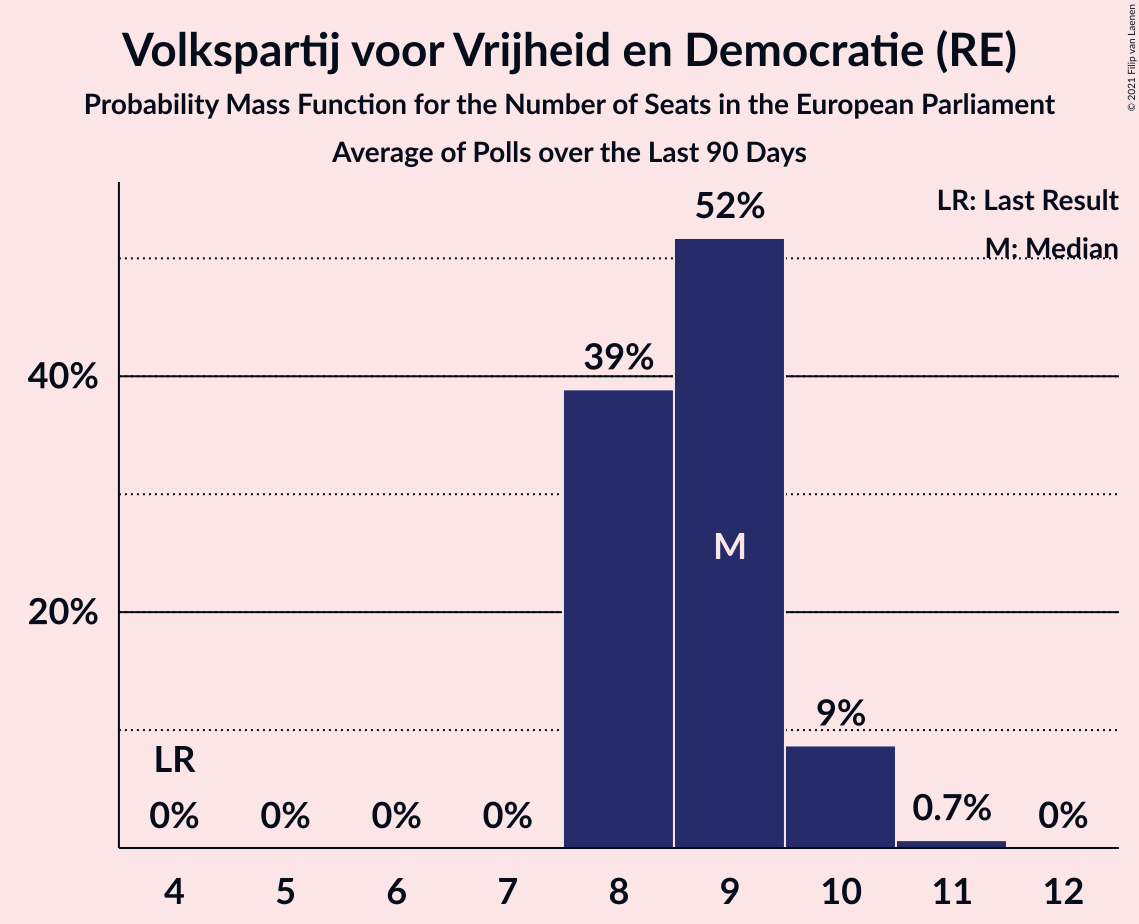 Volkspartij voor Vrijheid en Democratie (RE)
Probability Mass Function for the Number of Seats in the European Parliament
Average of Polls over the Last 90 Days
© 2021 Filip van Laenen
LR: Last Result
M: Median
52%
39%
40%
M
20%
9%
LR
0%
0%
0%
0%
0.7%
0%
4
5
6
7
8
9
10
11
12